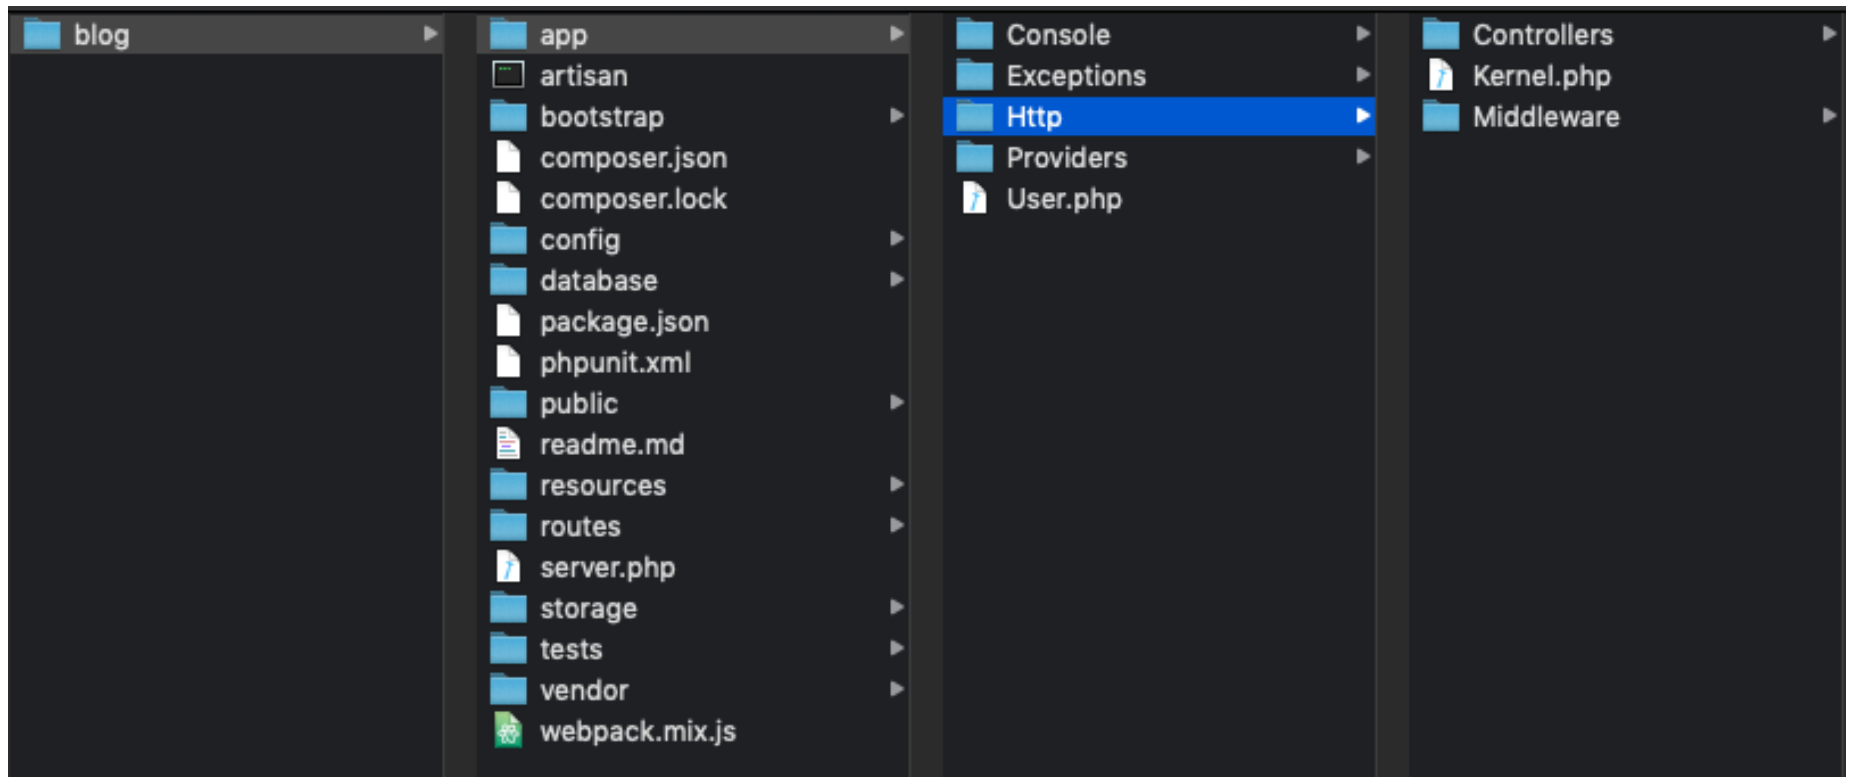 blog
app
artisan
bootstrap
composer.json
composer.lock
config
database
package.json
phpunit.xml
public
readme.md
resources
routes
server.php
storage
tests
vendor
webpack.mix.js
Console
Exceptions
Http
Providers
User.php
Controllers
Kernel.php
Middleware